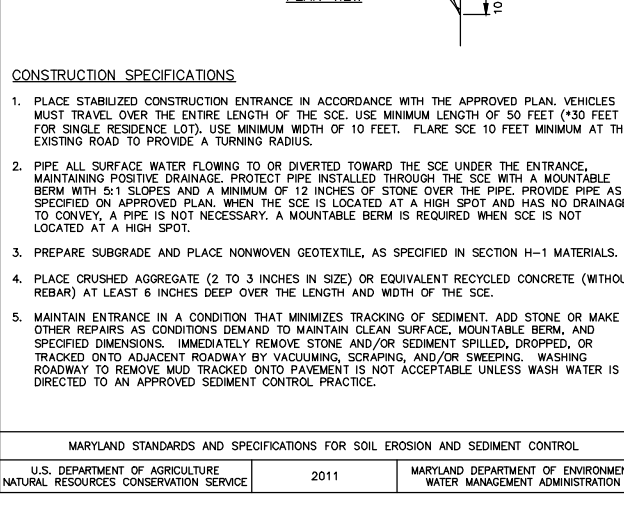 10
CONSTRUCTION SPECIFICATIONS
1. PLACE STABILIZED CONSTRUCTION ENTRANCE IN ACCORDANCE WITH THE APPROVED PLAN. VEHICLES
MUST TRAVEL OVER THE ENTIRE LENGTH OF THE SCE. USE MINIMUM LENGTH OF 50 FEET (*30 FEET
FOR SINGLE RESIDENCE LOT). USE MINIMUM WIDTH OF 10 FEET. FLARE SCE 10 FEET MINIMUM AT TH
EXISTING ROAD TO PROVIDE A TURNING RADIUS.
2. PIPE ALL SURFACE WATER FLOWING TO OR DIVERTED TOWARD THE SCE UNDER THE ENTRANCE,
MAINTAINING POSITIVE DRAINAGE. PROTECT PIPE INSTALLED THROUGH THE SCE WITH A MOUNTABLE
BERM WITH 5:1 SLOPES AND A MINIMUM OF 12 INCHES OF STONE OVER THE PIPE. PROVIDE PIPE AS
SPECIFIED ON APPROVED PLAN. WHEN THE SCE IS LOCATED AT A HIGH SPOT AND HAS NO DRAINAGE
TO CONVEY, A PIPE IS NOT NECESSARY. A MOUNTABLE BERM IS REQUIRED WHEN SCE IS NOT
LOCATED AT A HIGH SPOT.
3. PREPARE SUBGRADE AND PLACE NONWOVEN GEOTEXTILE, AS SPECIFIED IN SECTION H-1 MATERIALS.
4. PLACE CRUSHED AGGREGATE (2 TO 3 INCHES IN SIZE) OR EQUIVALENT RECYCLED CONCRETE (WITHOU
REBAR) AT LEAST 6 INCHES DEEP OVER THE LENGTH AND WIDTH OF THE SCE.
5. MAINTAIN ENTRANCE IN A CONDITION THAT MINIMIZES TRACKING OF SEDIMENT. ADD STONE OR MAKE
OTHER REPAIRS AS CONDITIONS DEMAND TO MAINTAIN CLEAN SURFACE, MOUNTABLE BERM, AND
SPECIFIED DIMENSIONS. IMMEDIATELY REMOVE STONE AND/OR SEDIMENT SPILLED, DROPPED, OR
TRACKED ONTO ADJACENT ROADWAY BY VACUUMING, SCRAPING, AND/OR SWEEPING. WASHING
ROADWAY TO REMOVE MUD TRACKED ONTO PAVEMENT IS NOT ACCEPTABLE UNLESS WASH WATER IS
DIRECTED TO AN APPROVED SEDIMENT CONTROL PRACTICE.
MARYLAND STANDARDS AND SPECIFICATIONS FOR SOIL EROSION AND SEDIMENT CONTROL
U.S. DEPARTMENT OF AGRICULTURE
NATURAL RESOURCES CONSERVATION SERVICE
2011
MARYLAND DEPARTMENT OF ENVIRONMEN
WATER MANAGEMENT ADMINISTRATION